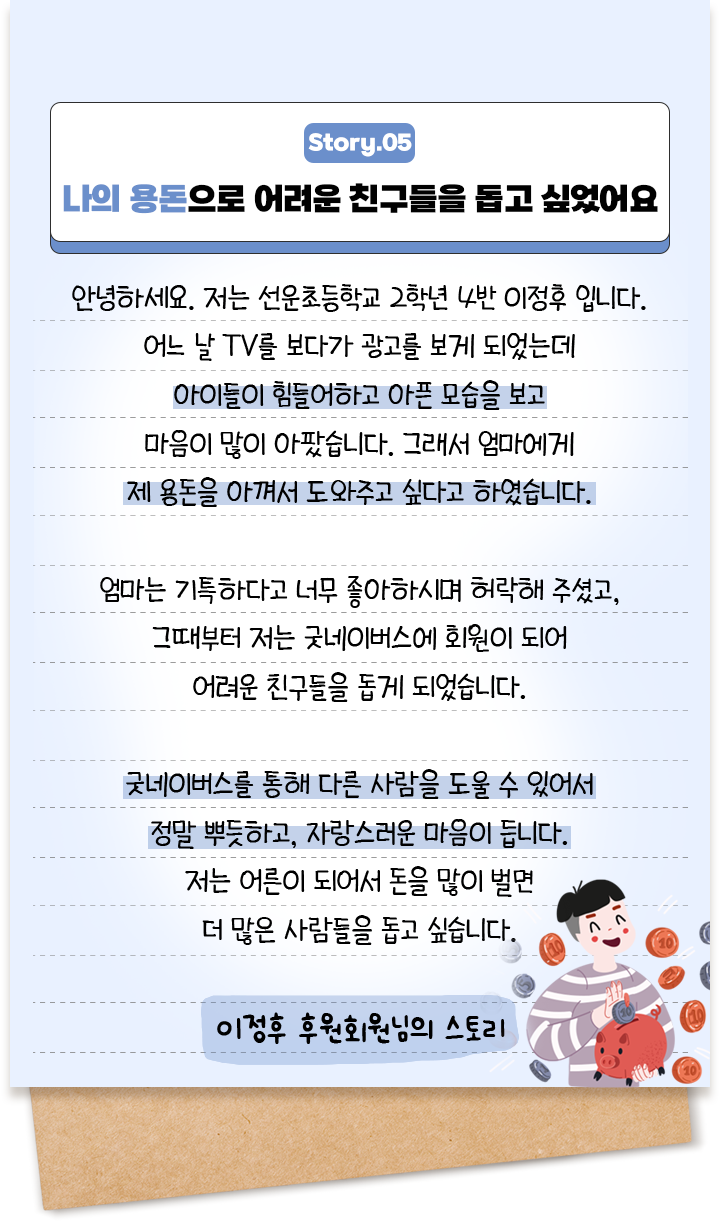 Story.05
나의 용돈으로 어려운 친구들을 돕고 싶었어요
안녕하세요. 저는 선운초등학교 2학년 4반 이정후 입니다.
어느 날 TV를 보다가 광고를 보게 되었는데
아이들이 힘들어하고 아픈 모습을 보고
마음이 많이 아팠습니다. 그래서 엄마에게
제 용돈을 아껴서 도와주고 싶다고 하였습니다.
엄마는 기특하다고 너무 좋아하시며 허락해 주셨고,
그때부터 저는 굿네이버스에 회원이 되어
어려운 친구들을 돕게 되었습니다.
굿네이버스를 통해 다른 사람을 도울 수 있어서
정말 뿌듯하고, 자랑스러운 마음이 듭니다.
저는 어른이 되어서 돈을 많이 벌면
더 많은 사람들을 돕고 싶습니다.
10
10
5
10
10
10
이정후 후원회원님의 스토리